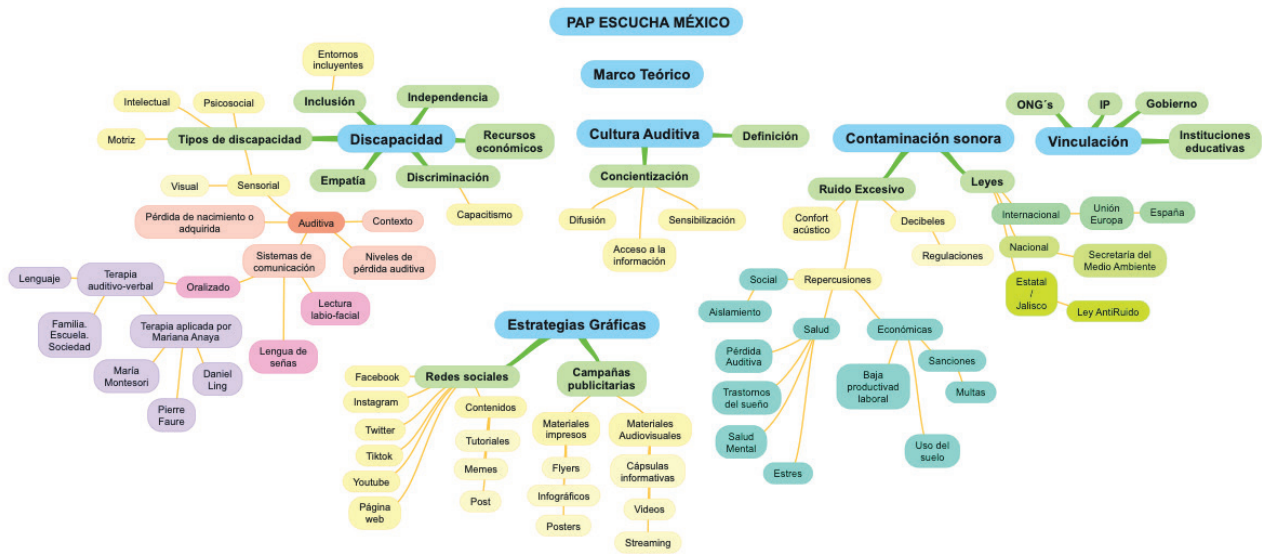 PAP ESCUCHA MÉXICO
Marco Teórico
Discapacidad
Entornos
incluyentes
Inclusión
Independencia
Recursos
económicos
Discriminación
Capacitismo
Empatía
Tipos de discapacidad
Intelectual
Psicosocial
Motriz
Sensorial
Visual
Auditiva
Pérdida de nacimiento o
adquirida
Contexto
Niveles de
pérdida auditiva
Sistemas de
comunicación
Oralizado
Lectura
labio-facial
Lengua de
señas
Terapia
auditivo-verbal
Lenguaje
Familia.
Escuela.
Sociedad
Terapia aplicada por
Mariana Anaya
María
Montesori
Pierre
Faure
Daniel
Ling
Cultura Auditiva
Definición
Concientización
Difusión
Acceso a la
información
Sensibilización
Contaminación sonora
Ruido Excesivo
Confort
acústico
Decibeles
Regulaciones
Repercusiones
Social
Aislamiento
Salud
Pérdida
Auditiva
Trastornos
del sueño
Salud
Mental
Estres
Económicas
Baja
productivad
laboral
Sanciones
Multas
Uso del
suelo
Leyes
Internacional
Unión
Europa
España
Nacional
Secretaría del
Medio Ambiente
Estatal
/
Jalisco
Ley AntiRuido
Vinculación
ONG´s
IP
Gobierno
Instituciones
educativas
Estrategias Gráficas
Redes sociales
Facebook
Instagram
Twitter
Tiktok
Youtube
Página
web
Contenidos
Tutoriales
Memes
Post
Campañas
publicitarias
Materiales
impresos
Flyers
Infográficos
Posters
Materiales
Audiovisuales
Cápsulas
informativas
Videos
Streaming